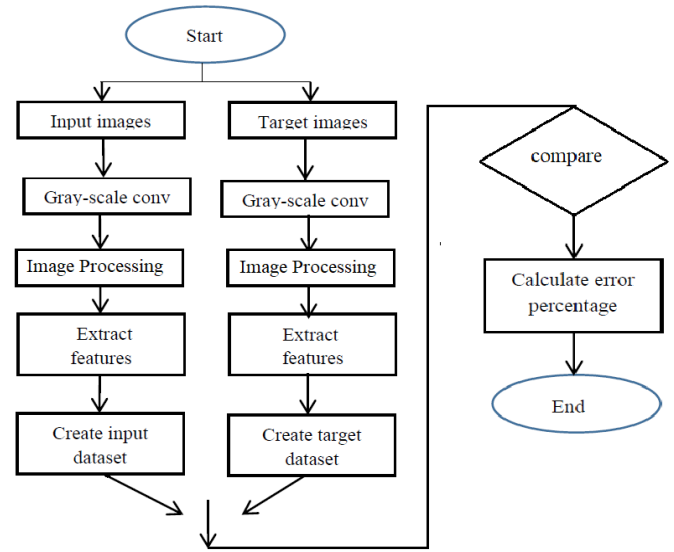 Start
Input images
Target images
Gray-scale conv
Gray-scale conv
Image Processing
Image Processing
Extract
features
Extract
features
Create input
dataset
Create target
dataset
compare
Calculate error
percentage
End